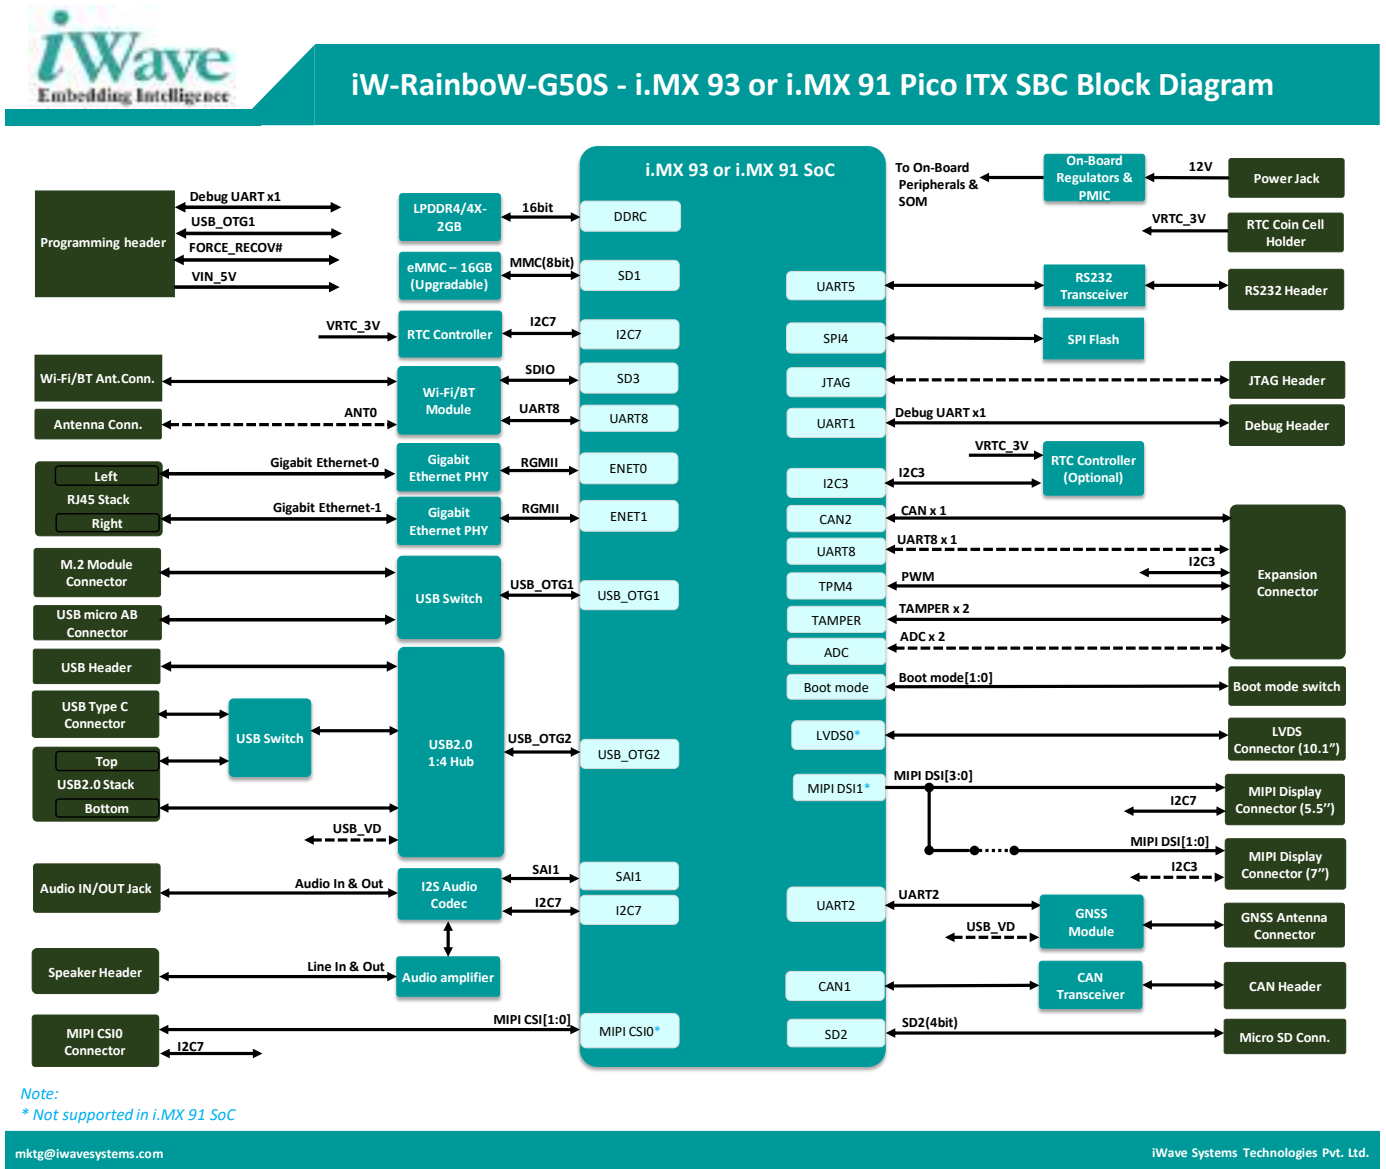 iWave
Embedding Intelligence
iW-RainboW-G50S - i.MX 93 or i.MX 91 Pico ITX SBC Block Diagram
i.MX 93 or i.MX 91 SoC
Programming header
Debug UART x1
USB_OTG1
FORCE_RECOV#
VIN_5V
LPDDR4/4X-
2GB
16bit
DDRC
eMMC – 16GB
(Upgradable)
MMC(8bit)
SD1
VRTC_3V
RTC Controller
I2C7
I2C7
Wi-Fi/BT Ant.Conn.
Antenna Conn.
ANT0
Wi-Fi/BT
Module
SDIO
SD3
UART8
UART8
Left
RJ45 Stack
Right
Gigabit Ethernet-0
Gigabit
Ethernet PHY
RGMII
ENET0
Gigabit Ethernet-1
Gigabit
Ethernet PHY
RGMII
ENET1
M.2 Module
Connector
USB micro AB
Connector
USB Switch
USB_OTG1
USB_OTG1
USB Header
USB Type C
Connector
Top
USB2.0 Stack
Bottom
USB Switch
USB_VD
USB2.0
1:4 Hub
USB_OTG2
USB_OTG2
Audio IN/OUT Jack
Audio In & Out
I2S Audio
Codec
SAI1
SAI1
I2C7
I2C7
Speaker Header
Line In & Out
Audio amplifier
MIPI CSI0
Connector
MIPI CSI[1:0]
I2C7
MIPI CSI0*
To On-Board
Peripherals &
SOM
On-Board
Regulators &
PMIC
12V
Power Jack
VRTC_3V
RTC Coin Cell
Holder
UART5
RS232
Transceiver
RS232 Header
SPI4
SPI Flash
JTAG
JTAG Header
UART1
Debug UART x1
Debug Header
VRTC_3V
I2C3
I2C3
RTC Controller
(Optional)
CAN2
CAN x 1
UART8
UART8 x 1
I2C3
TPM4
PWM
TAMPER
TAMPER x 2
ADC
ADC x 2
Expansion
Connector
Boot mode
Boot mode[1:0]
Boot mode switch
LVDS0*
LVDS
Connector (10.1”)
MIPI DSI1*
MIPI DSI[3:0]
I2C7
MIPI Display
Connector (5.5’’)
MIPI DSI[1:0]
I2C3
MIPI Display
Connector (7”)
UART2
UART2
USB_VD
GNSS
Module
GNSS Antenna
Connector
CAN1
CAN
Transceiver
CAN Header
SD2
SD2(4bit)
Micro SD Conn.
Note:
* Not supported in i.MX 91 SoC
mktg@iwavesystems.com
iWave Systems Technologies Pvt. Ltd.